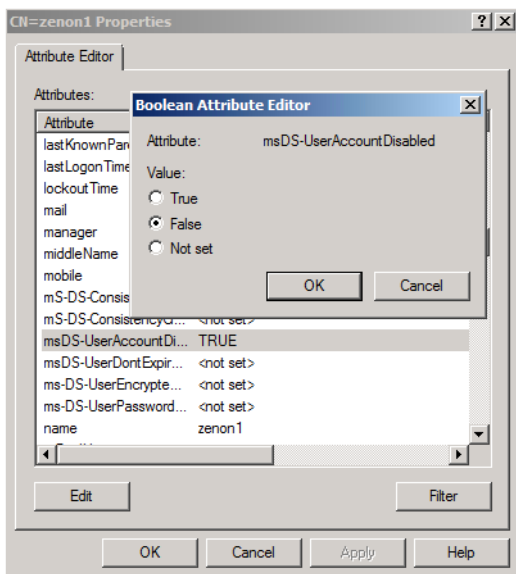 CN=zenon1 Properties
Attribute Editor
Attributes:
Boolean Attribute Editor
Attribute
Attribute: msDS-UserAccountDisabled
lastKnownPar
lastLogonTime
Value:
lockoutTime
True
mail
False
manager
Not set
middleName
mobile
OK Cancel
mS-DS-Consis
mS-DS-ConsistencyG... <not set>
msDS-UserAccountDi... TRUE
msDS-UserDontExpir... <not set>
ms-DS-UserEncrypte... <not set>
ms-DS-UserPassword... <not set>
name zenon1
Edit Filter
OK Cancel Apply Help